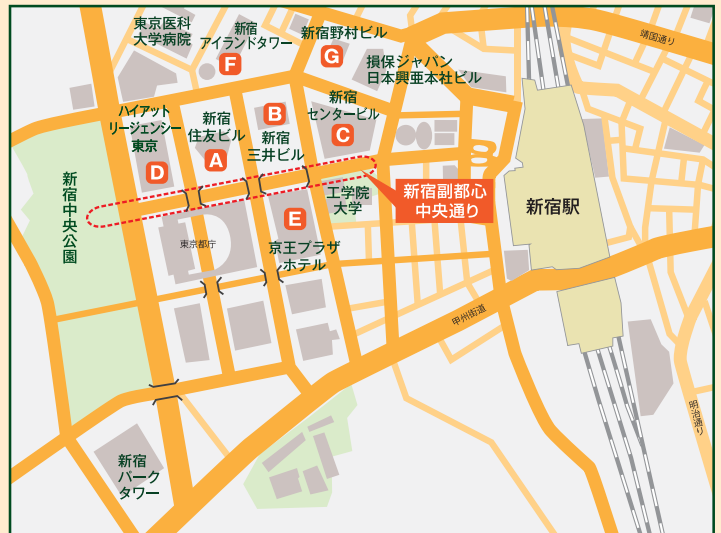 東京医科
大学病院
新宿
アイランドタワー
F
新宿野村ビル
G
損保ジャパン
日本興亜本社ビル
靖国通り
ハイアット
リージェンシー
東京
D
新宿
住友ビル
A
B
新宿
三井ビル
新宿
センタービル
C
新宿中央公園
工学院
大学
新宿副都心
中央通り
新宿駅
東京都庁
E
京王プラザ
ホテル
甲州街道
明治通り
新宿
パーク
タワー